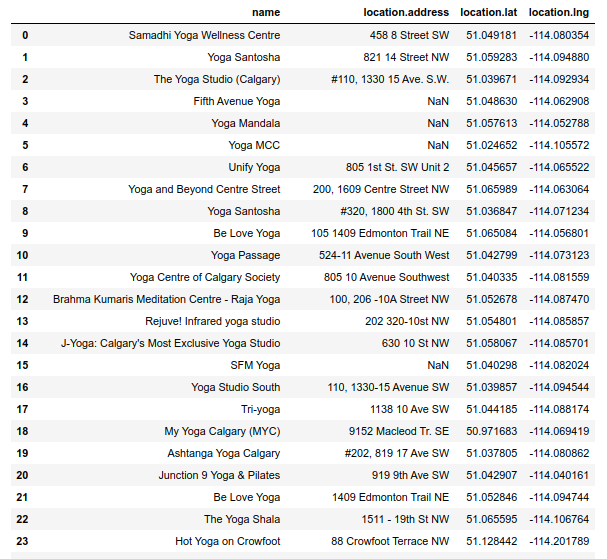 name location.address location.lat location.lng
0 Samadhi Yoga Wellness Centre 458 8 Street SW 51.049181 -114.080354
1 Yoga Santosha 821 14 Street NW 51.059283 -114.094880
2 The Yoga Studio (Calgary) #110, 1330 15 Ave. S.W. 51.039671 -114.092934
3 Fifth Avenue Yoga NaN 51.048630 -114.062908
4 Yoga Mandala NaN 51.057613 -114.052788
5 Yoga MCC NaN 51.024652 -114.105572
6 Unify Yoga 805 1st St. SW Unit 2 51.045657 -114.065522
7 Yoga and Beyond Centre Street 200, 1609 Centre Street NW 51.065989 -114.063064
8 Yoga Santosha #320, 1800 4th St. SW 51.036847 -114.071234
9 Be Love Yoga 105 1409 Edmonton Trail NE 51.065084 -114.056801
10 Yoga Passage 524-11 Avenue South West 51.042799 -114.073123
11 Yoga Centre of Calgary Society 805 10 Avenue Southwest 51.040335 -114.081559
12 Brahma Kumaris Meditation Centre - Raja Yoga 100, 206 -10A Street NW 51.052678 -114.087470
13 Rejuve! Infrared yoga studio 202 320-10st NW 51.054801 -114.085857
14 J-Yoga: Calgary's Most Exclusive Yoga Studio 630 10 St NW 51.058067 -114.085701
15 SFM Yoga NaN 51.040298 -114.082024
16 Yoga Studio South 110, 1330-15 Avenue SW 51.039857 -114.094544
17 Tri-yoga 1138 10 Ave SW 51.044185 -114.088174
18 My Yoga Calgary (MYC) 9152 Macleod Tr. SE 50.971683 -114.069419
19 Ashtanga Yoga Calgary #202, 819 17 Ave SW 51.037805 -114.080862
20 Junction 9 Yoga & Pilates 919 9th Ave SW 51.042907 -114.040161
21 Be Love Yoga 1409 Edmonton Trail NE 51.052846 -114.094744
22 The Yoga Shala 1511 - 19th St NW 51.065595 -114.106764
23 Hot Yoga on Crowfoot 88 Crowfoot Terrace NW 51.128442 -114.201789